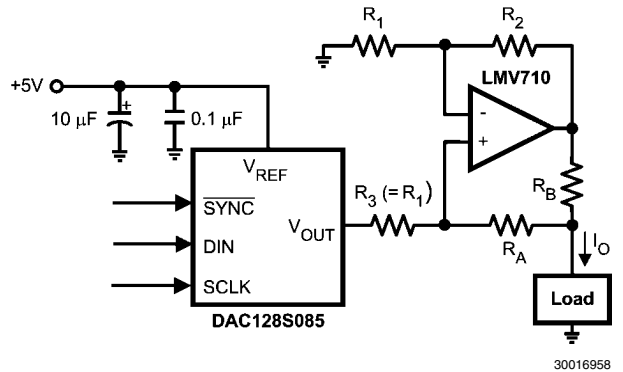 R1
R2
LMV710
+5V
10 µF
+
0.1 µF
-
+
VREF
RB
R3 (= R1)
SYNC
VOUT
DIN
RA
IO
SCLK
Load
DAC128S085
30016958